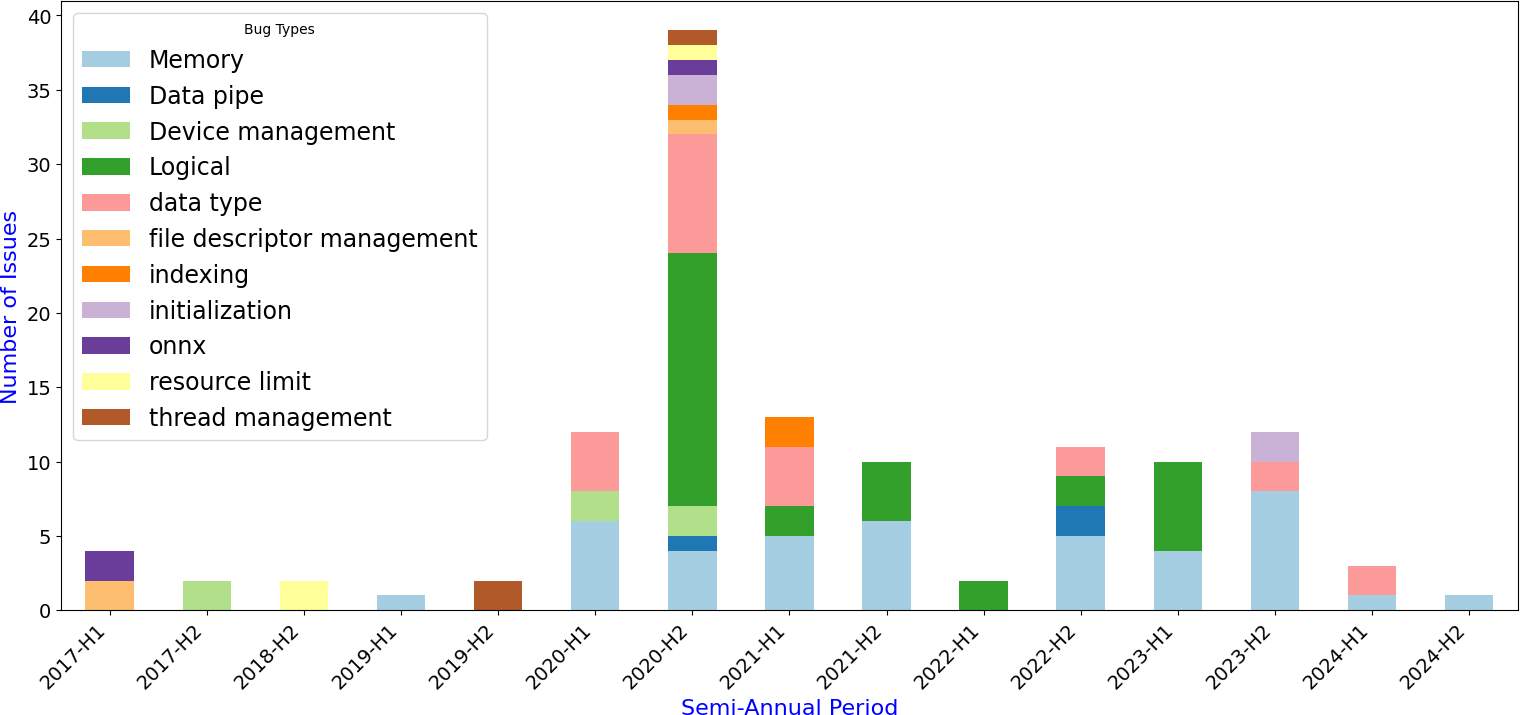 Bug Types
Memory
Data pipe
Device management
Logical
data type
file descriptor management
indexing
initialization
onnx
resource limit
thread management
Number of Issues
40
35
30
25
20
15
10
5
0
2017-H1
2017-H2
2018-H2
2019-H1
2019-H2
2020-H1
2020-H2
2021-H1
2021-H2
2022-H1
2022-H2
2023-H1
2023-H2
2024-H1
2024-H2
Semi-Annual Period